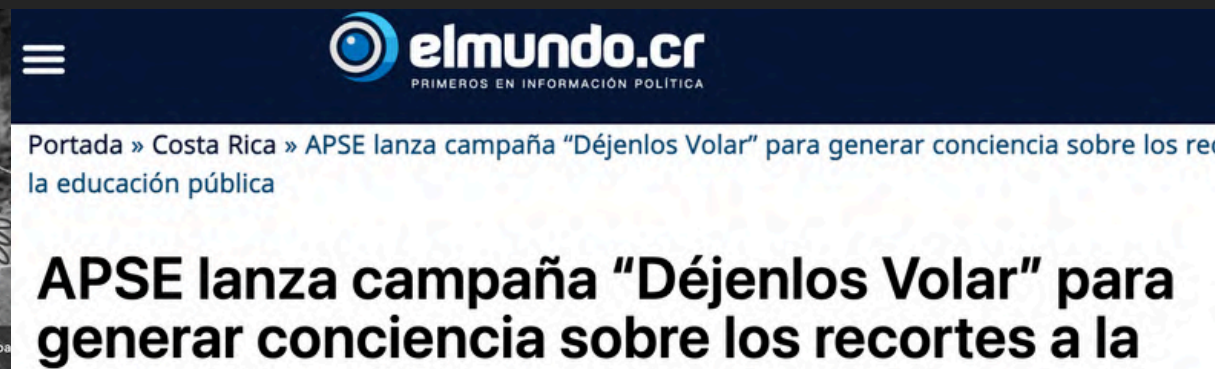 elmundo.cr
PRIMEROS EN INFORMACIÓN POLÍTICA
Portada » Costa Rica » APSE lanza campaña “Déjenlos Volar” para generar conciencia sobre los
la educación pública
APSE lanza campaña “Déjenlos Volar” para
generar conciencia sobre los recortes a la